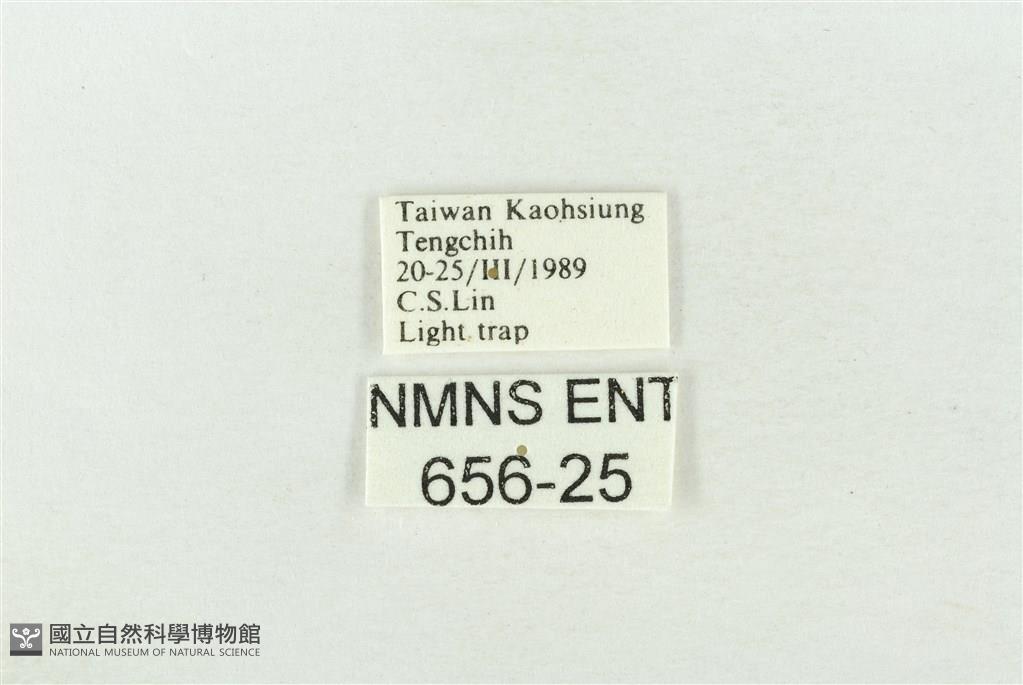 Taiwan Kaohsiung
Tengchih
20-25/III/1989
C.S.Lin
Light trap
NMNS ENT
656-25
國立自然科學博物館
NATIONAL MUSEUM OF NATURAL SCIENCE